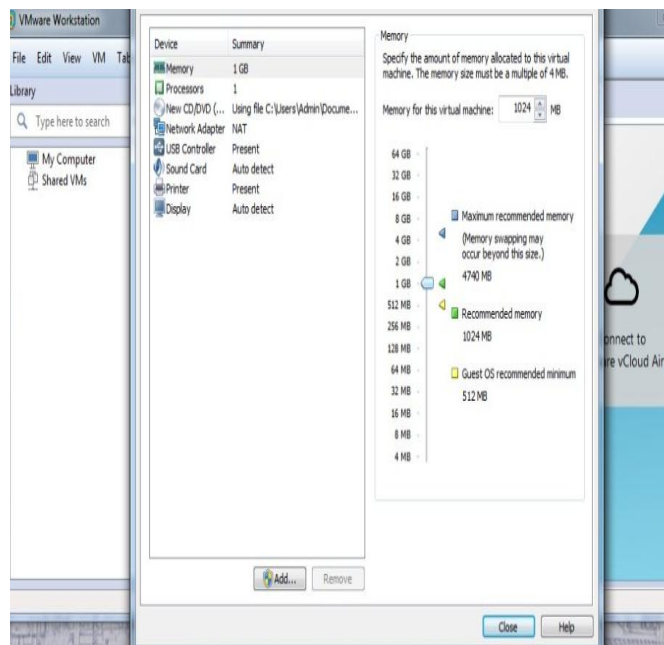 VMware Workstation
File Edit View VM Tab
Library
Type here to search
My Computer
Shared VMs
Device Summary
Memory 1 GB
Processors 1
New CD/DVD (... Using file C:\Users\Admin\Docume...
Network Adapter NAT
USB Controller Present
Sound Card Auto detect
Printer Present
Display Auto detect
Add... Remove
Memory
Specify the amount of memory allocated to this virtual
machine. The memory size must be a multiple of 4 MB.
Memory for this virtual machine: 1024 MB
64 GB
32 GB
16 GB
8 GB
4 GB
2 GB
1 GB
512 MB
256 MB
128 MB
64 MB
32 MB
16 MB
8 MB
4 MB
Maximum recommended memory
(Memory swapping may
occur beyond this size.)
4740 MB
Recommended memory
1024 MB
Guest OS recommended minimum
512 MB
Close Help
onnect to
are vCloud Air